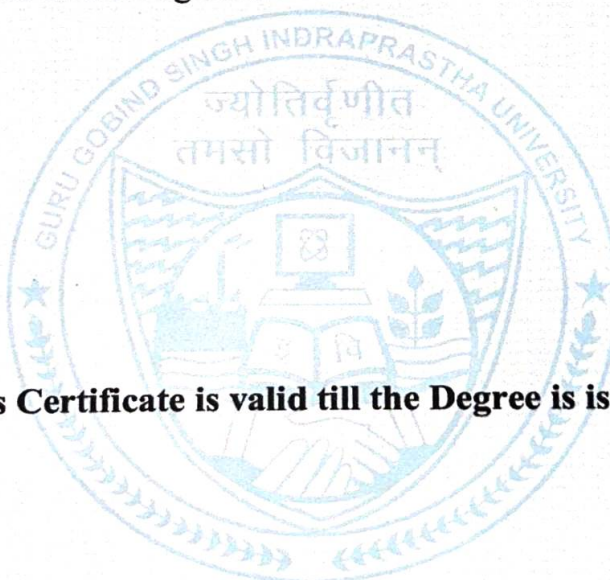 GURU GOBIND SINGH INDRAPRASTHA UNIVERSITY
ज्योतिर्वृणीत
तमसो विजानन्
Certificate is valid till the Degree is is